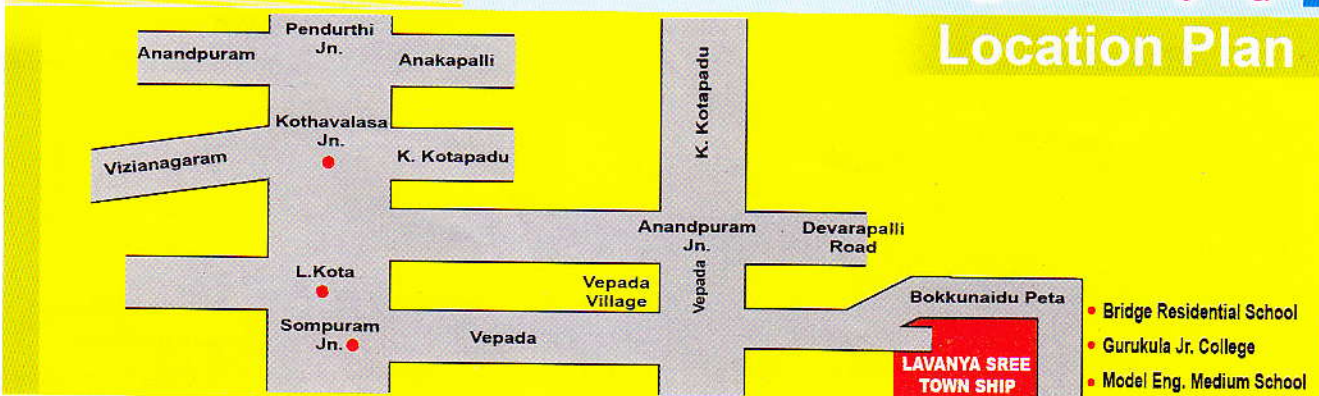 Location Plan
Pendurthi
Jn.
Anandpuram
Anakapalli
K. Kotapadu
Kothavalasa
Jn.
Vizianagaram
K. Kotapadu
Anandpuram
Jn.
Devarapalli
Road
L.Kota
Vepada
Village
Vepada
Bokkunaidu Peta
Sompuram
Jn.
Vepada
LAVANYA SREE
TOWN SHIP
Bridge Residential School
Gurukula Jr. College
Model Eng. Medium School